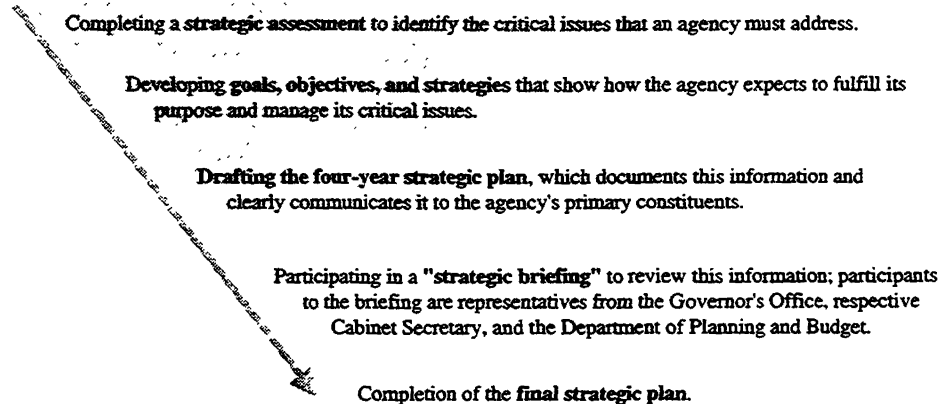 Completing a strategic assessment to identify the critical issues that an agency must address.
Developing goals, objectives, and strategies that show how the agency expects to fulfill its
purpose and manage its critical issues.
Drafting the four-year strategic plan, which documents this information and
clearly communicates it to the agency's primary constituents.
Participating in a "strategic briefing" to review this information; participants
to the briefing are representatives from the Governor's Office, respective
Cabinet Secretary, and the Department of Planning and Budget.
Completion of the final strategic plan.